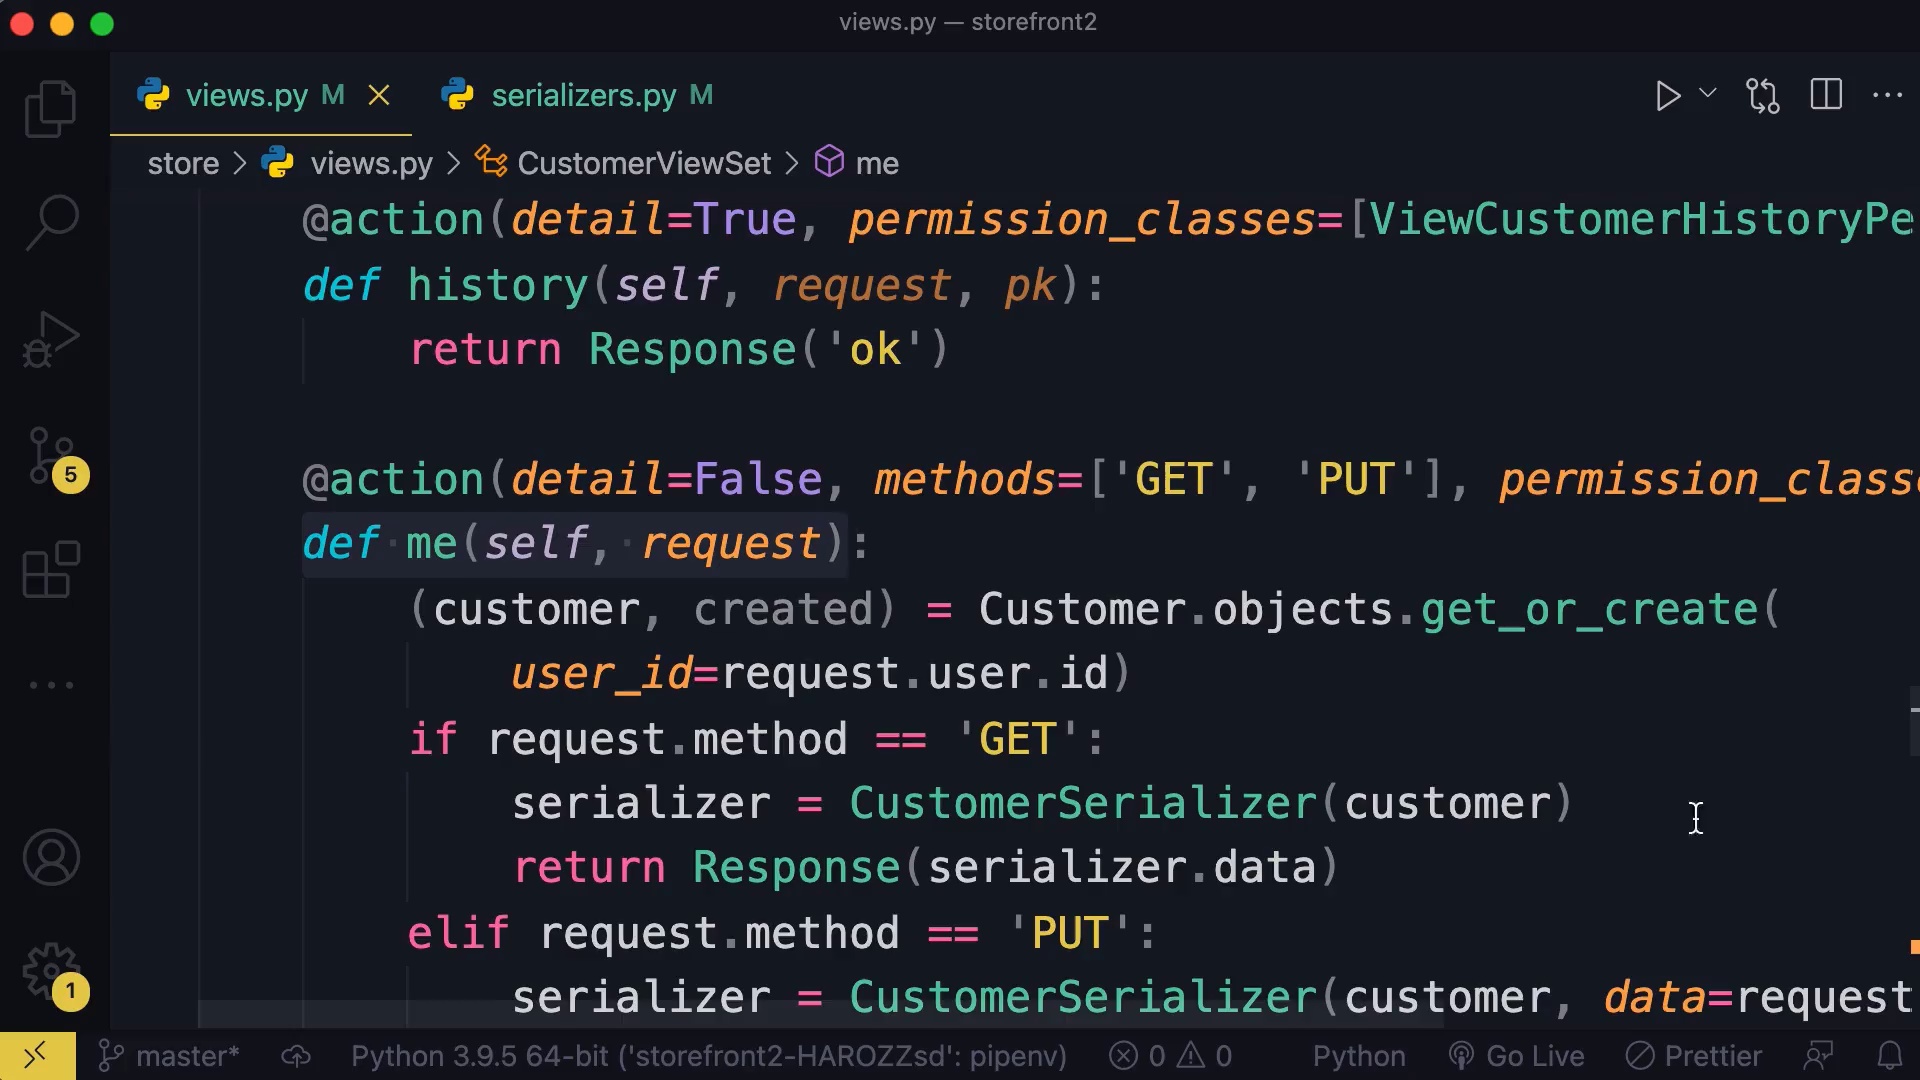 views.py — storefront2
views.py M
serializers.py M
store > views.py > CustomerViewSet > me
@action(detail=True, permission_classes=[ViewCustomerHistoryPe
def history(self, request, pk):
return Response('ok')
@action(detail=False, methods=['GET', 'PUT'], permission_class
def me(self, request):
(customer, created) = Customer.objects.get_or_create(
user_id=request.user.id)
if request.method == 'GET':
serializer = CustomerSerializer(customer)
return Response(serializer.data)
elif request.method == 'PUT':
serializer = CustomerSerializer(customer, data=request
5
1
master* Python 3.9.5 64-bit ('storefront2-HAROZZsd': pipenv) 0 0 Python Go Live Prettier